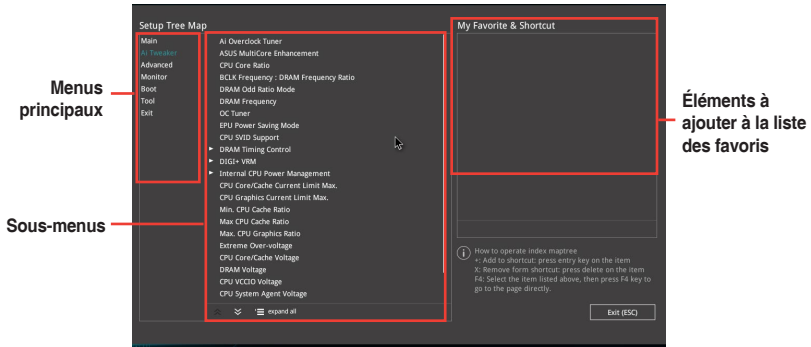 Setup Tree Map
My Favorite & Shortcut
Main
Ai Tweaker
Advanced
Monitor
Boot
Tool
Exit
Ai Overclock Tuner
ASUS MultiCore Enhancement
CPU Core Ratio
BCLK Frequency : DRAM Frequency Ratio
DRAM Odd Ratio Mode
DRAM Frequency
OC Tuner
EPU Power Saving Mode
CPU SVID Support
DRAM Timing Control
DIGI+ VRM
Internal CPU Power Management
CPU Core/Cache Current Limit Max.
CPU Graphics Current Limit Max.
Min. CPU Cache Ratio
Max CPU Cache Ratio
Max. CPU Graphics Ratio
Extreme Over-voltage
CPU Core/Cache Voltage
DRAM Voltage
CPU VCCIO Voltage
CPU System Agent Voltage
expand all
How to operate index maptree
+: Add to shortcut: press entry key on the item
X: Remove form shortcut: press delete on the item
F4: Select the item listed above, then press F4 key to
go to the page directly.
Exit (ESC)
Menus
principaux
Sous-menus
Éléments à
ajouter à la liste
des favoris